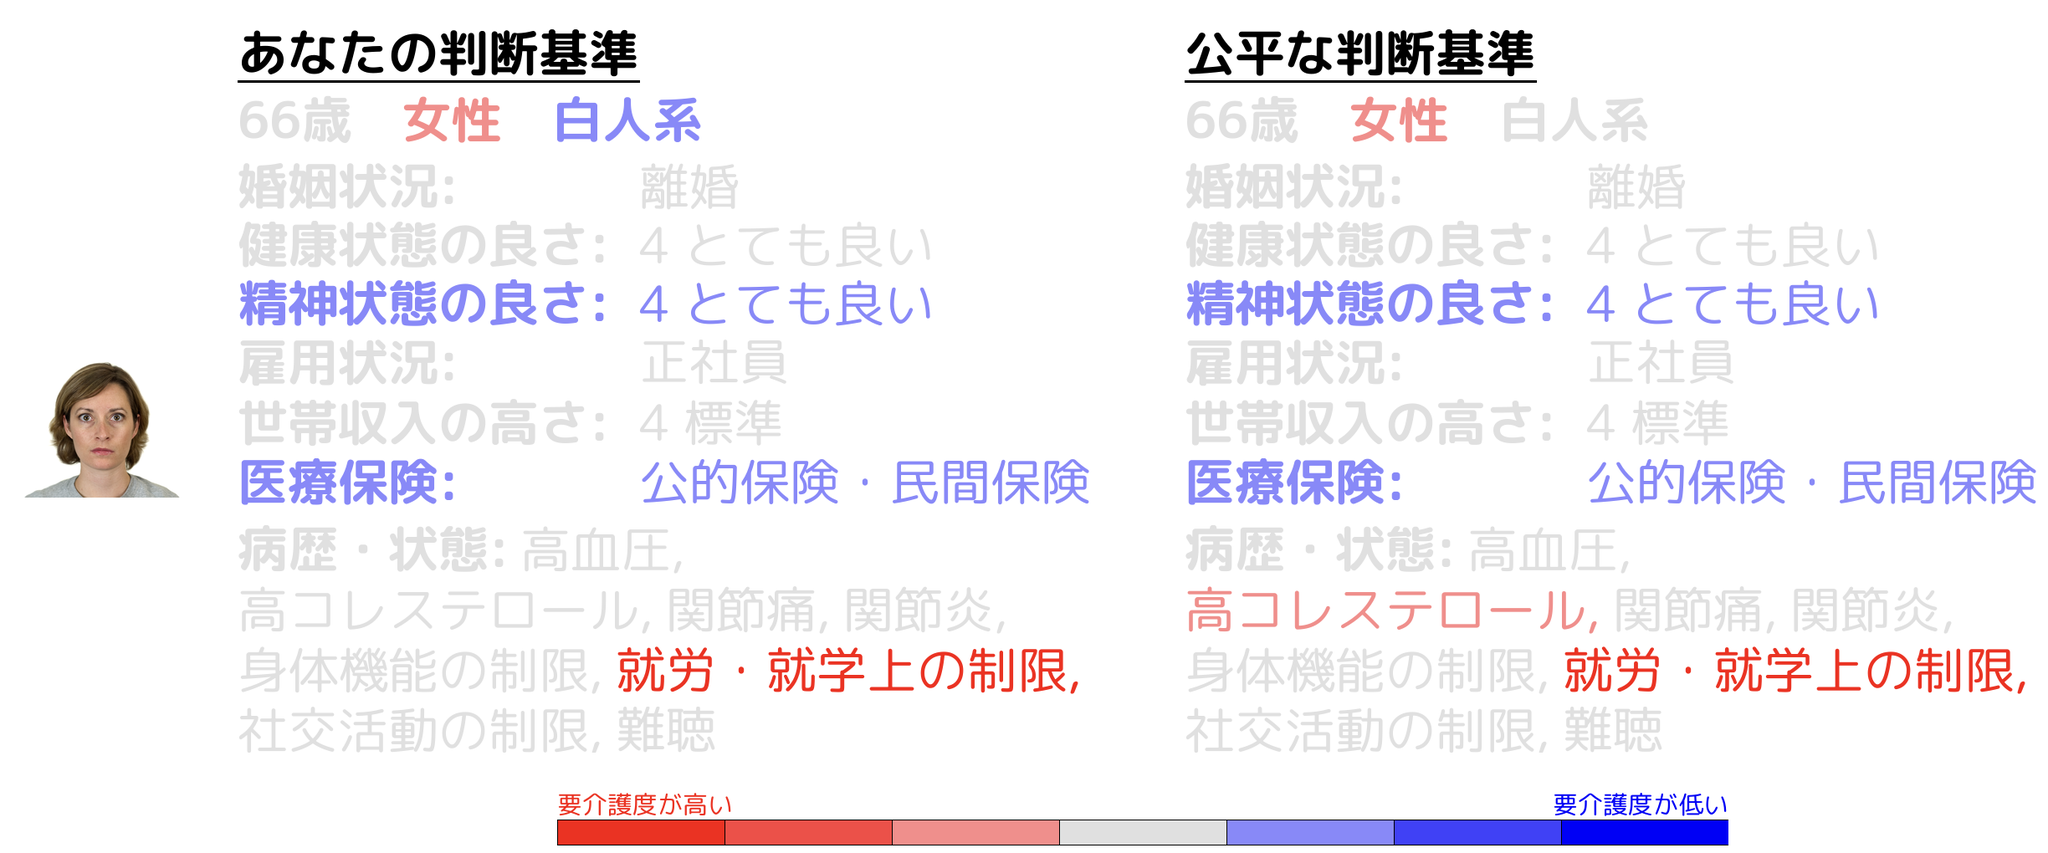 あなたの判断基準
66歳 女性 白人系
婚姻状況: 離婚
健康状態の良さ: 4 とても良い
精神状態の良さ: 4 とても良い
雇用状況: 正社員
世帯収入の高さ: 4 標準
医療保険: 公的保険・民間保険
病歴・状態: 高血圧,
高コレステロール, 関節痛, 関節炎,
身体機能の制限, 就労・就学上の制限,
社交活動の制限, 難聴
公平な判断基準
66歳 女性 白人系
婚姻状況: 離婚
健康状態の良さ: 4 とても良い
精神状態の良さ: 4 とても良い
雇用状況: 正社員
世帯収入の高さ: 4 標準
医療保険: 公的保険・民間保険
病歴・状態: 高血圧,
高コレステロール, 関節痛, 関節炎,
身体機能の制限, 就労・就学上の制限,
社交活動の制限, 難聴
要介護度が高い 要介護度が低い